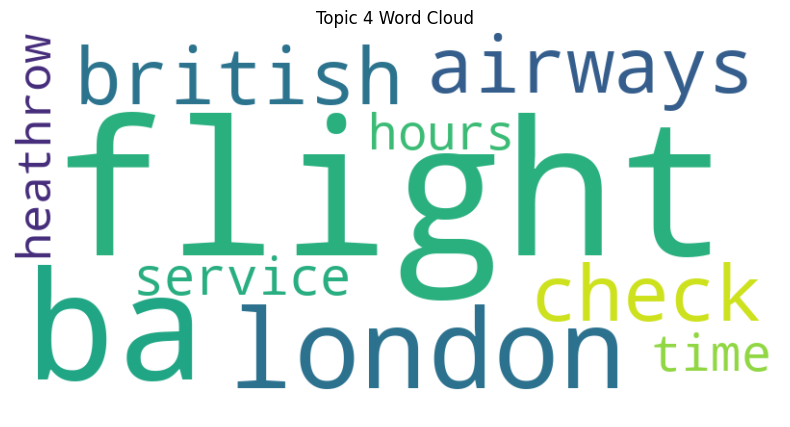 Topic 4 Word Cloud
heathrow
british
airways
hours
flight
service
check
ba
london
time